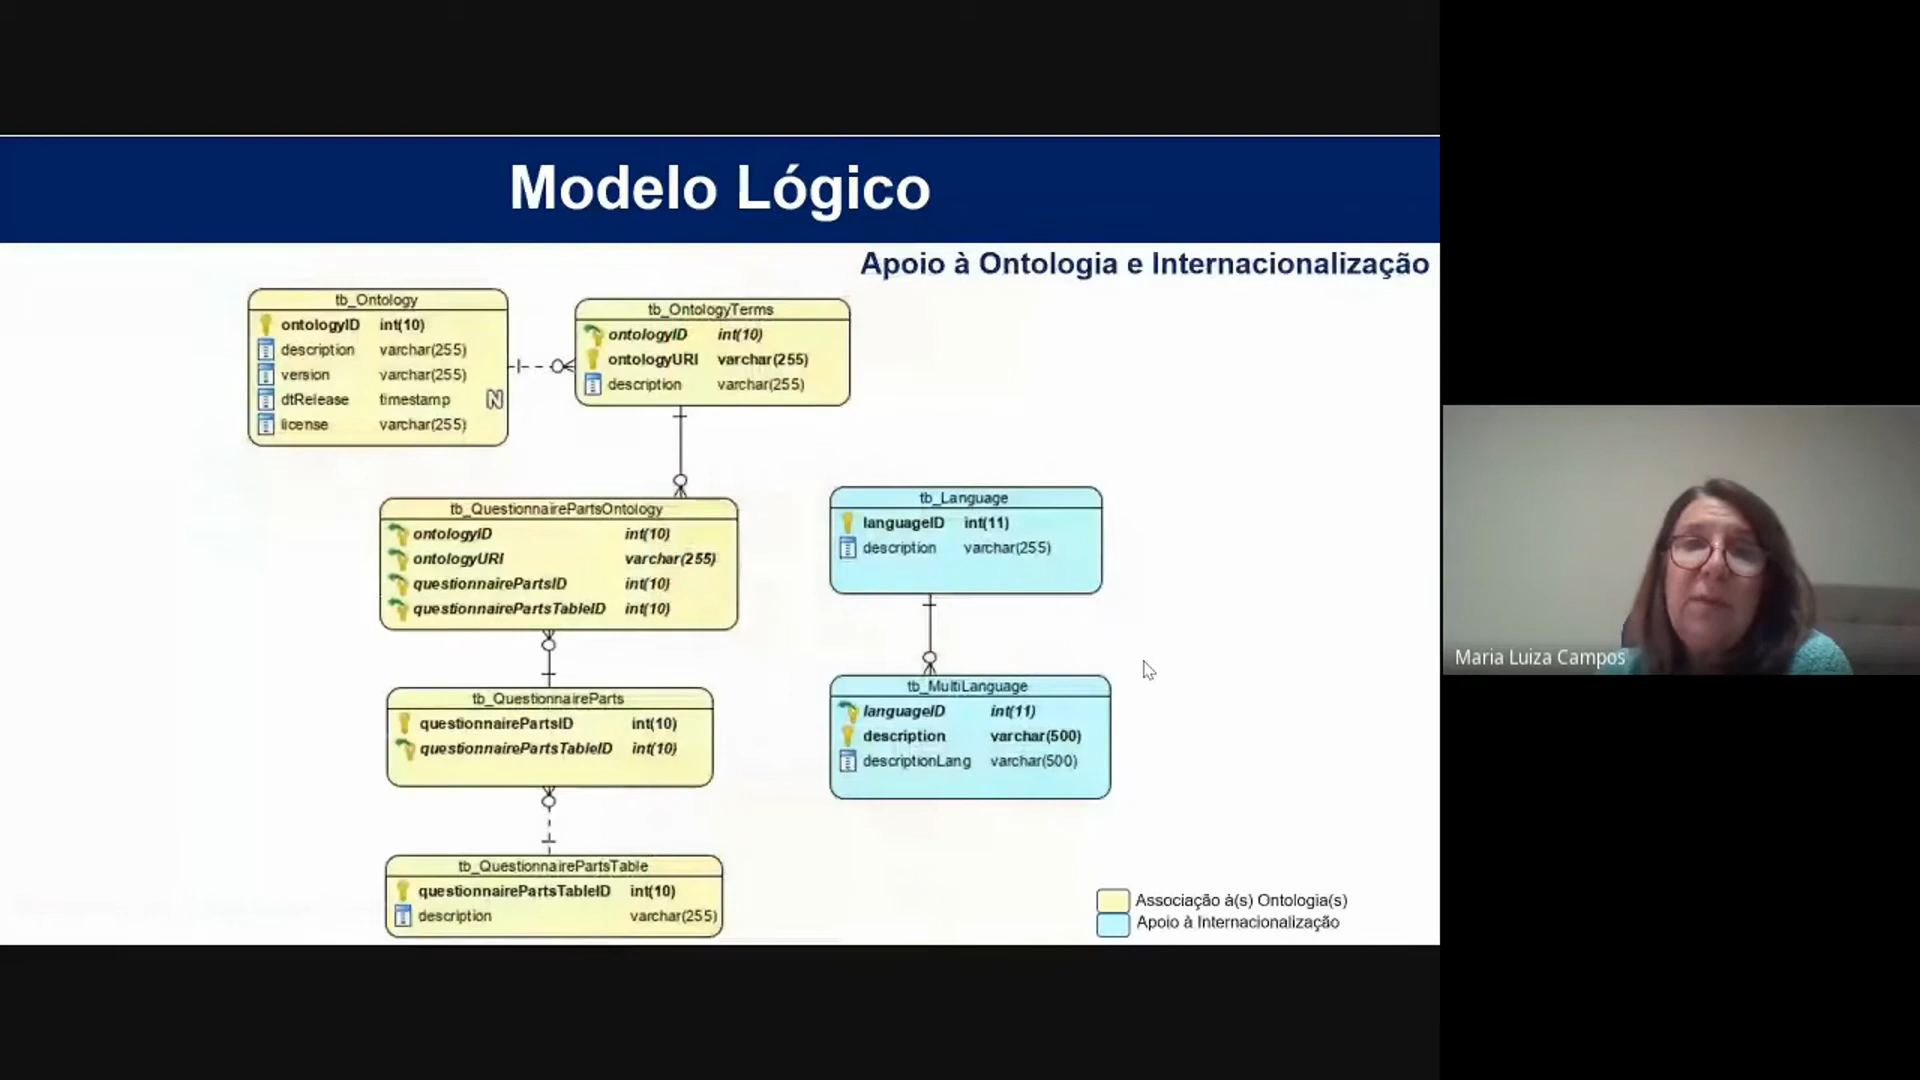 Modelo Lógico
Apoio à Ontologia e Internacionalização
tb_Ontology
ontologyID int(10)
description varchar(255)
version varchar(255)
dtRelease timestamp N
license varchar(255)
tb_OntologyTerms
ontologyID int(10)
ontologyURI varchar(255)
description varchar(255)
tb_QuestionnairePartsOntology
ontologyID int(10)
ontologyURI varchar(255)
questionnairePartsID int(10)
questionnairePartsTableID int(10)
tb_Language
languageID int(11)
description varchar(255)
tb_QuestionnaireParts
questionnairePartsID int(10)
questionnairePartsTableID int(10)
tb_MultiLanguage
languageID int(11)
description varchar(500)
descriptionLang varchar(500)
tb_QuestionnairePartsTable
questionnairePartsTableID int(10)
description varchar(255)
Associação à(s) Ontologia(s)
Apoio à Internacionalização
Maria Luiza Campos